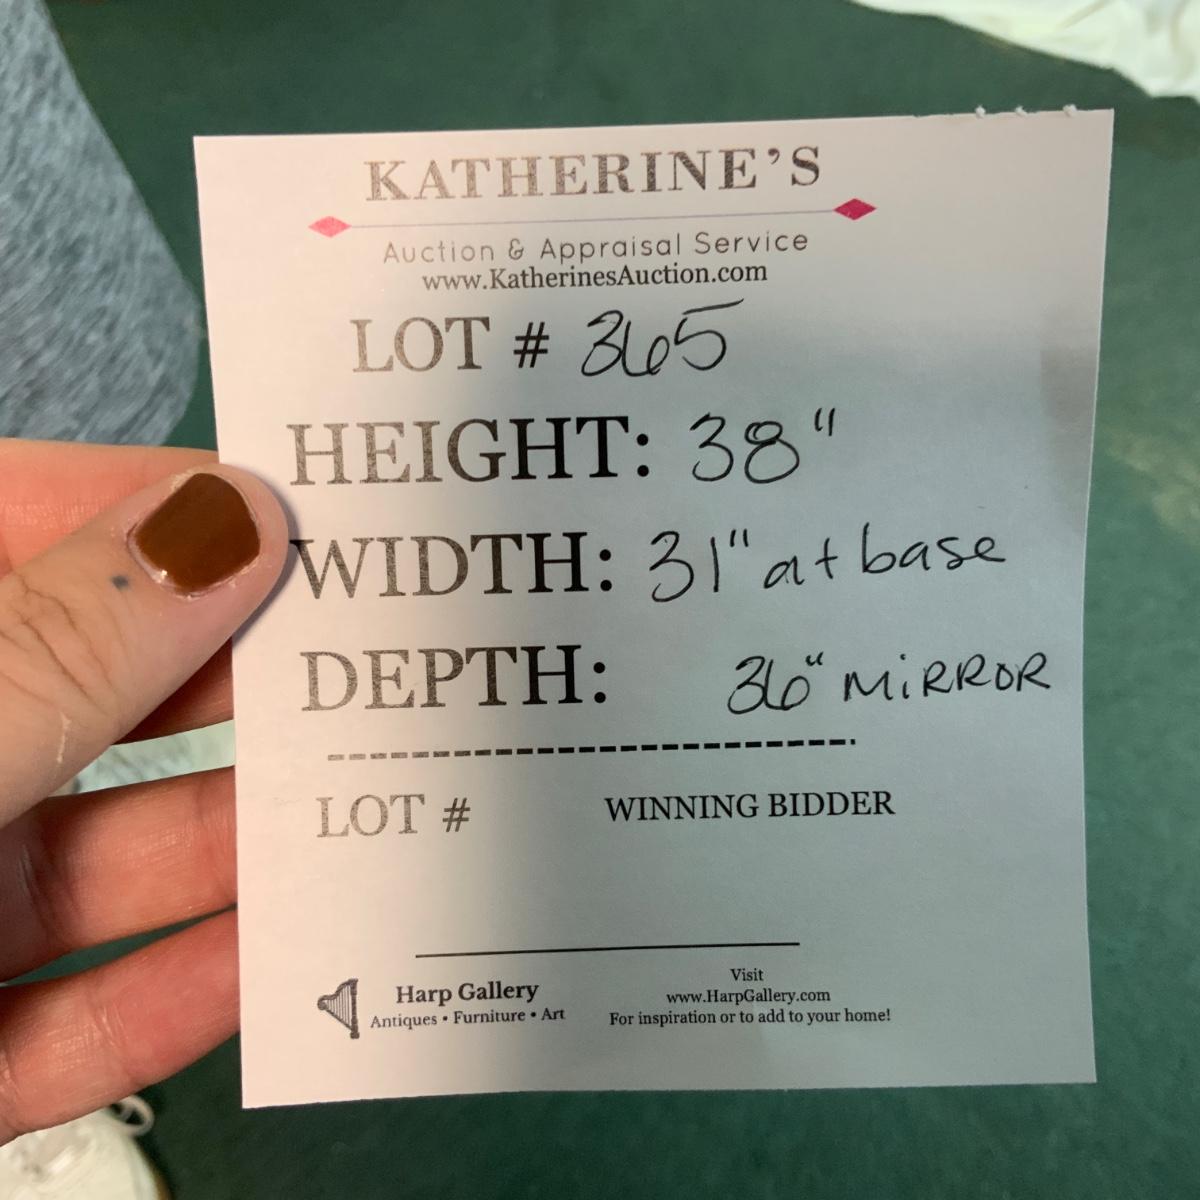 KATHERINE'S
Auction & Appraisal Service
www.KatherinesAuction.com
LOT # 365
HEIGHT: 38"
WIDTH: 31" at base
DEPTH: 36" MiRROR
LOT # WINNING BIDDER
Harp Gallery
Antiques • Furniture • Art
Visit
www.HarpGallery.com
For inspiration or to add to your home!